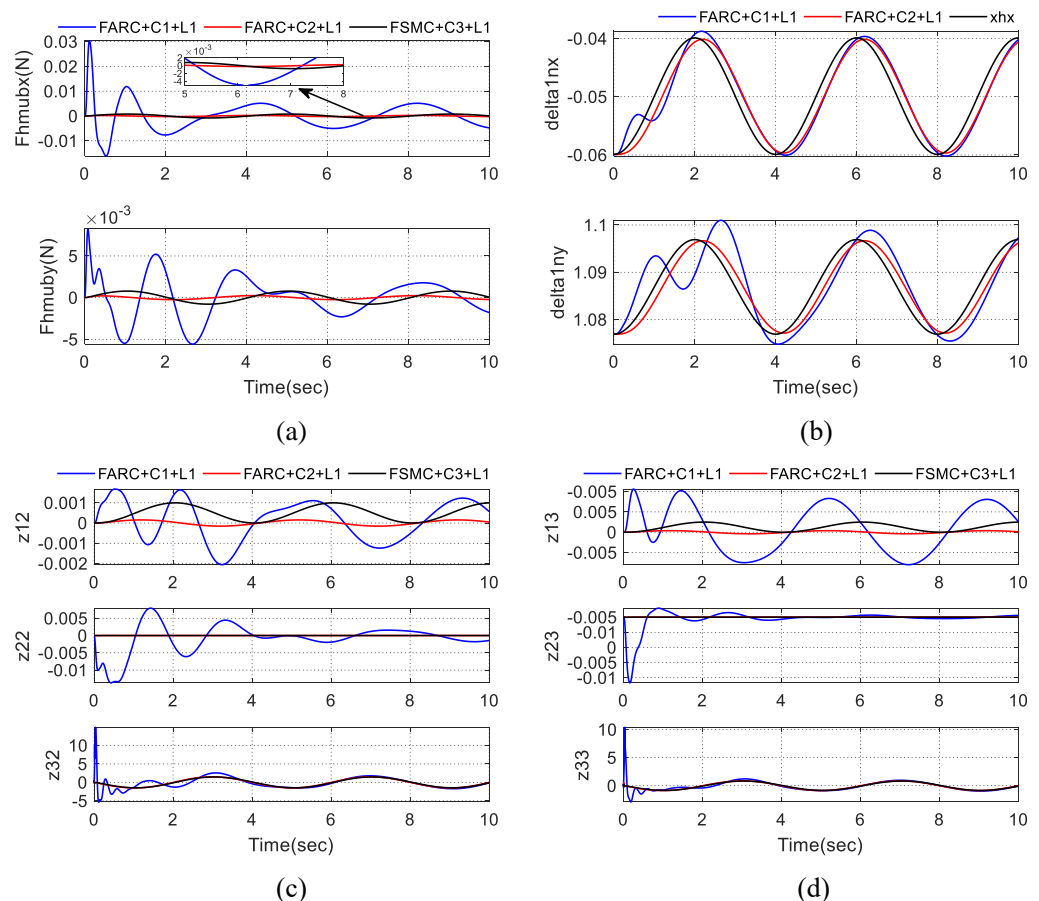 FARC+C1+L1 FARC+C2+L1 FSMC+C3+L1
Fhmubx(N)
0.03
0.02
0.01
0
-0.01
×10-3
2
0
-2
-4
5 6 7 8
0 2 4 6 8 10
×10-3
Fhmuby(N)
5
0
-5
0 2 4 6 8 10
Time(sec)
(a)
FARC+C1+L1 FARC+C2+L1 xhx
delta1nx
-0.04
-0.05
-0.06
0 2 4 6 8 10
delta1ny
1.1
1.09
1.08
0 2 4 6 8 10
Time(sec)
(b)
FARC+C1+L1 FARC+C2+L1 FSMC+C3+L1
z12
0.001
0
-0.001
-0.002
0 2 4 6 8 10
z22
0.005
0
-0.005
-0.01
0 2 4 6 8 10
z32
10
5
0
-5
0 2 4 6 8 10
Time(sec)
(c)
FARC+C1+L1 FARC+C2+L1 FSMC+C3+L1
z13
-0.005
0.005
0
-0.005
0 2 4 6 8 10
z23
-0.005
-0.01
-0.005
-0.01
0 2 4 6 8 10
z33
10
5
0
0 2 4 6 8 10
Time(sec)
(d)